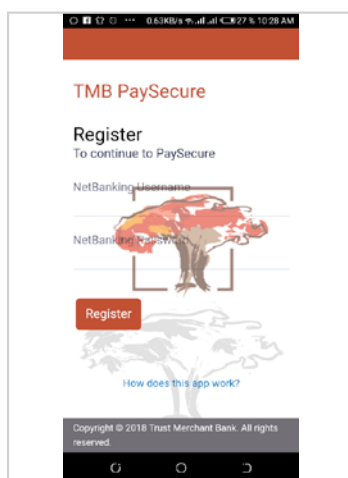 0.63KB/s 27 % 10:28 AM
TMB PaySecure
Register
To continue to PaySecure
NetBanking Username
NetBanking Password
Register
How does this app work?
Copyright © 2018 Trust Merchant Bank. All rights
reserved.